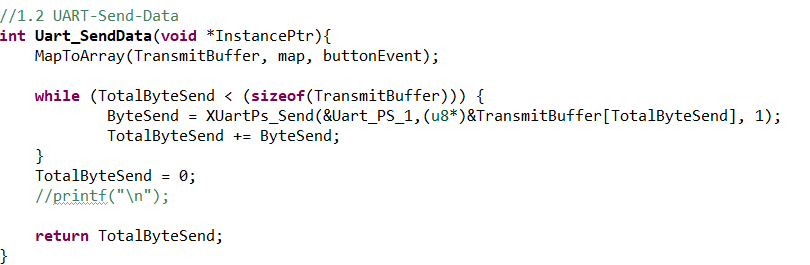 //1.2 UART-Send-Data
int Uart_SendData(void *InstancePtr){
MapToArray(TransmitBuffer, map, buttonEvent);
while (TotalByteSend < (sizeof(TransmitBuffer))) {
ByteSend = XUartPs_Send(&Uart_PS_1,(u8*)&TransmitBuffer[TotalByteSend], 1);
TotalByteSend += ByteSend;
}
TotalByteSend = 0;
//printf("\n");
return TotalByteSend;
}